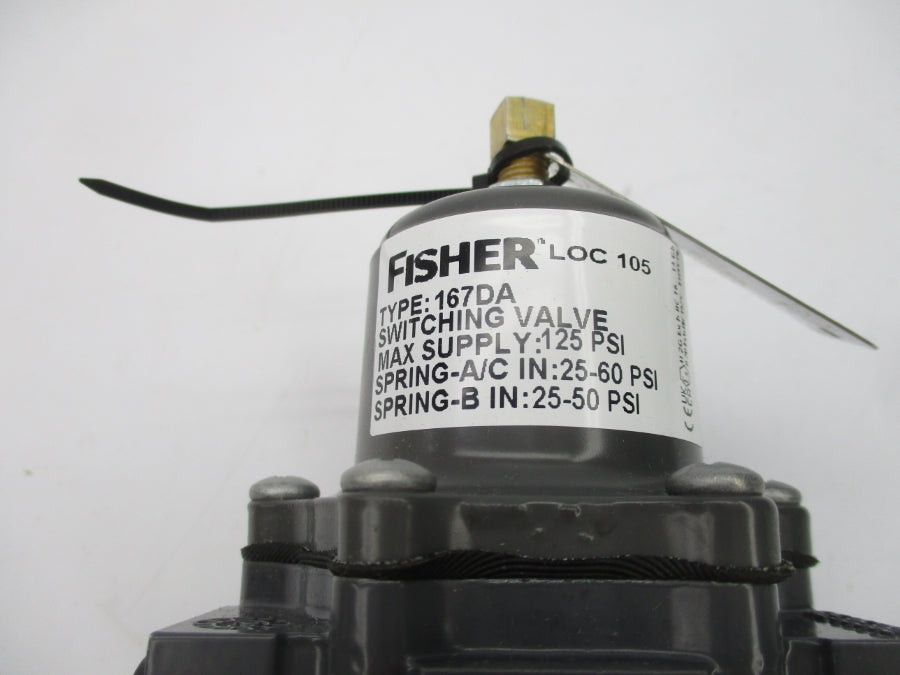 FISHER LOC 105
TYPE: 167DA
SWITCHING VALVE
MAX SUPPLY:125 PSI
SPRING-A/C IN:25-60 PSI
SPRING-B IN:25-50 PSI